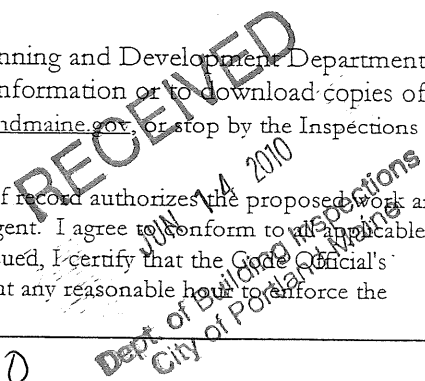 nning and Development Department
nformation or to download copies of
ndmaine.gov, or stop by the Inspections
RECEIVED
JUN 14 2010
Dept. of Building Inspections
City of Portland Maine
f record authorizes the proposed work a
gent. I agree to conform to all applicable
sued, I certify that the Code Official's
nt any reasonable hour to enforce the